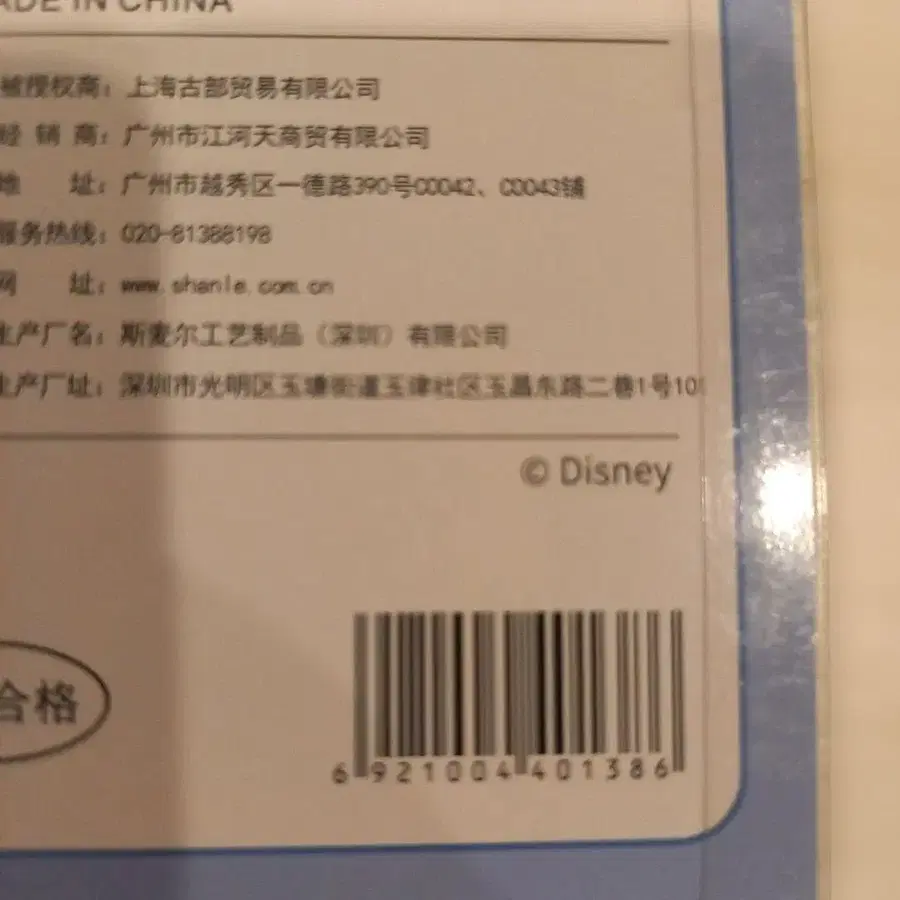 ADE IN CHINA
被授权商：上海古部贸易有限公司
经 销 商：广州市江河天商贸有限公司
地 址：广州市越秀区一德路390号C0042、C0043铺
服务热线：020-81388198
网 址：www.shanle.com.cn
生产厂名：斯麦尔工艺制品（深圳）有限公司
生产厂址：深圳市光明区玉塘街道玉律社区玉昌东路二巷1号10
© Disney
合格
6 921004 401386